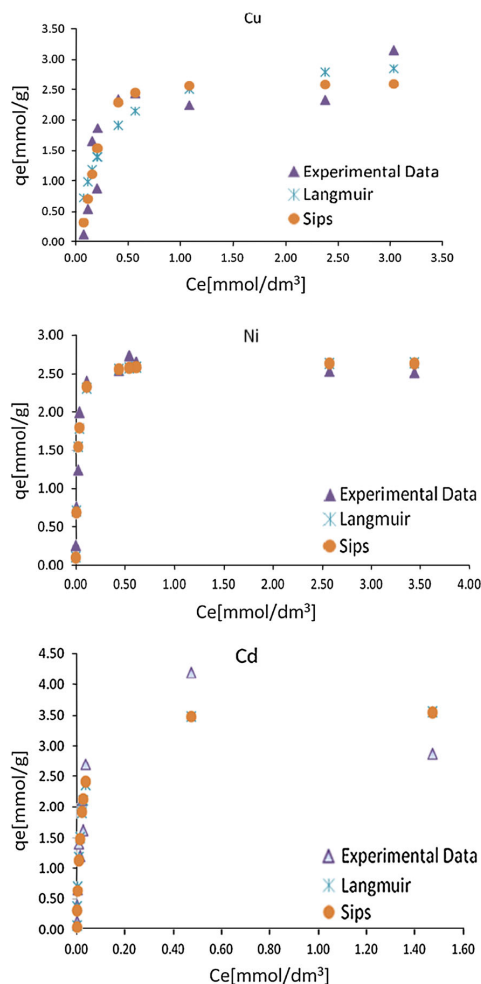 Cu
3.50
3.00
2.50
2.00
1.50
1.00
0.50
0.00
qe[mmol/g]
Experimental Data
Langmuir
Sips
0.00 0.50 1.00 1.50 2.00 2.50 3.00 3.50
Ce[mmol/dm³]
Ni
3.00
2.50
2.00
1.50
1.00
0.50
0.00
qe[mmol/g]
Experimental Data
Langmuir
Sips
0.00 0.50 1.00 1.50 2.00 2.50 3.00 3.50 4.00
Ce[mmol/dm³]
Cd
4.50
4.00
3.50
3.00
2.50
2.00
1.50
1.00
0.50
0.00
qe[mmol/g]
Experimental Data
Langmuir
Sips
0.00 0.20 0.40 0.60 0.80 1.00 1.20 1.40 1.60
Ce[mmol/dm³]